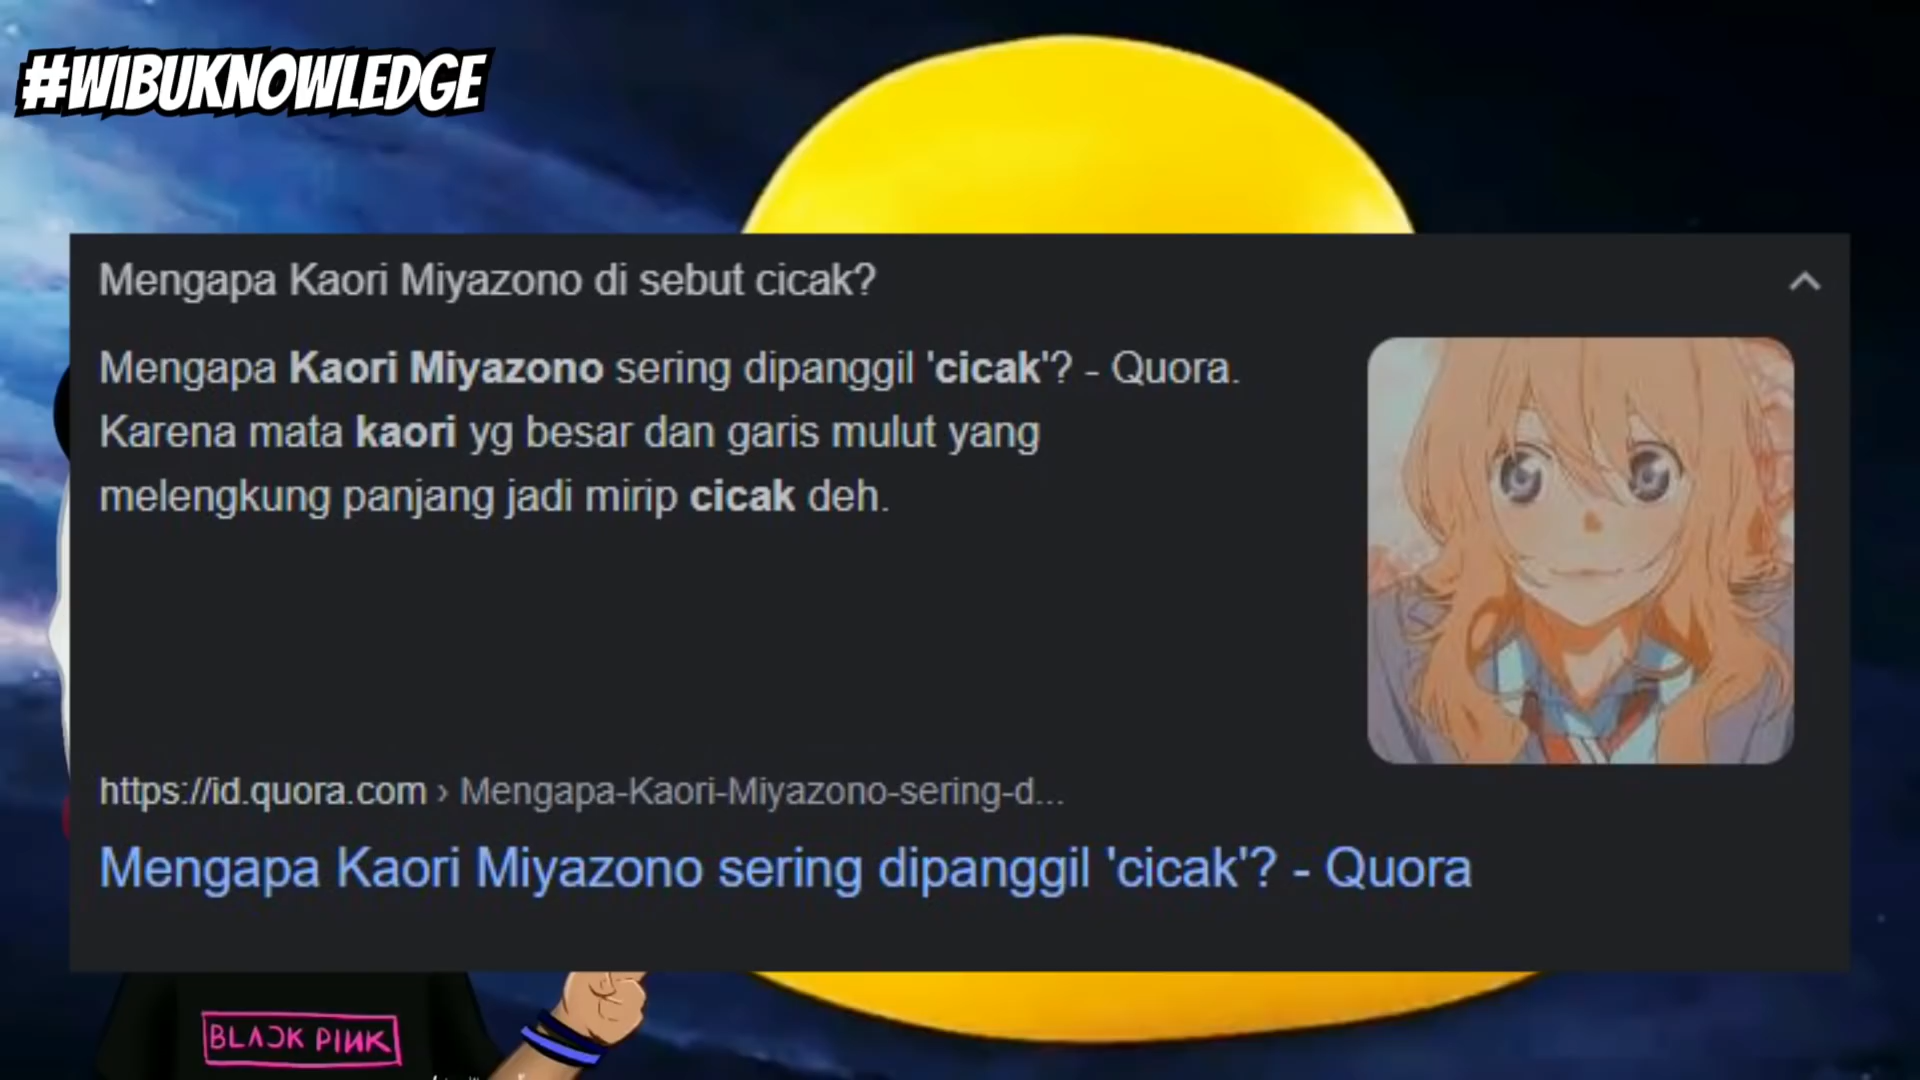 #WIBUKNOWLEDGE
Mengapa Kaori Miyazono di sebut cicak?
Mengapa Kaori Miyazono sering dipanggil 'cicak'? - Quora.
Karena mata kaori yg besar dan garis mulut yang
melengkung panjang jadi mirip cicak deh.
https://id.quora.com › Mengapa-Kaori-Miyazono-sering-d...
Mengapa Kaori Miyazono sering dipanggil 'cicak'? - Quora
BLACK PINK